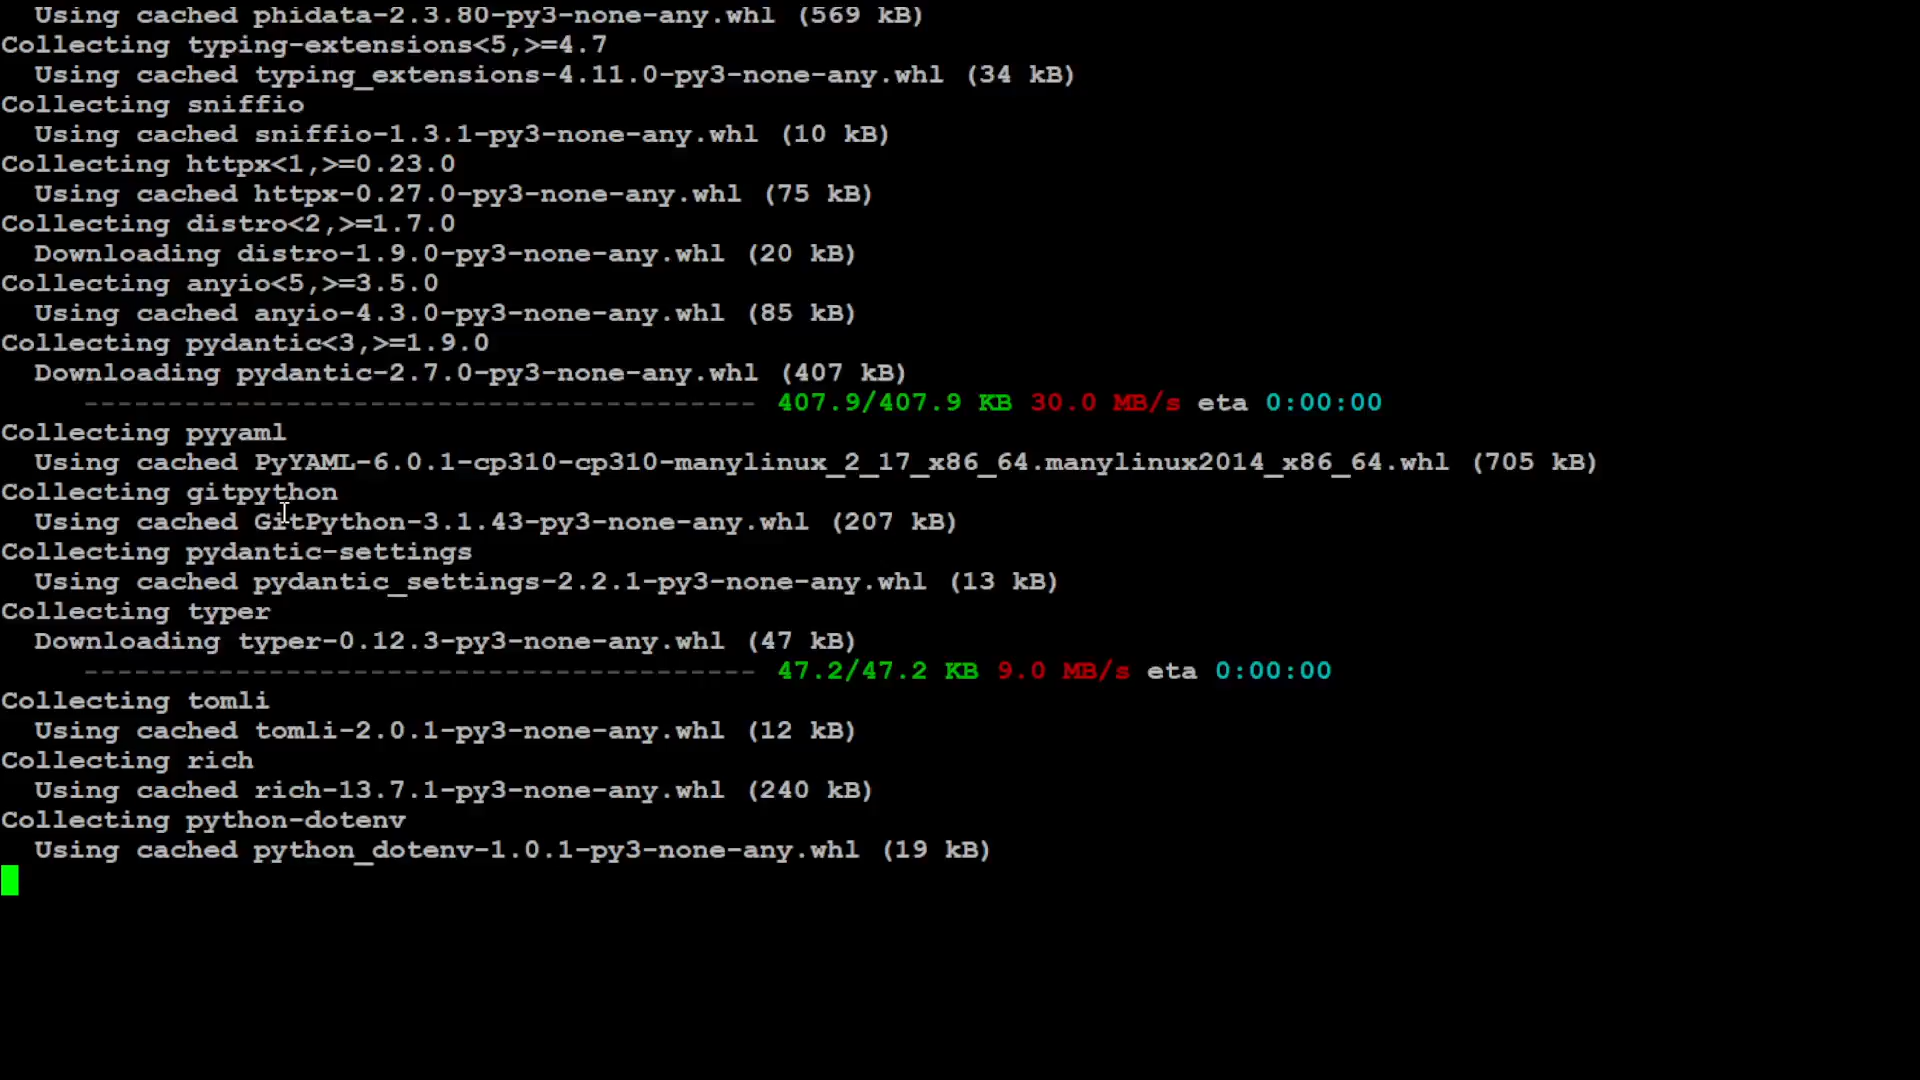 Using cached phidata-2.3.80-py3-none-any.whl (569 kB)
Collecting typing-extensions<5,>=4.7
Using cached typing_extensions-4.11.0-py3-none-any.whl (34 kB)
Collecting sniffio
Using cached sniffio-1.3.1-py3-none-any.whl (10 kB)
Collecting httpx<1,>=0.23.0
Using cached httpx-0.27.0-py3-none-any.whl (75 kB)
Collecting distro<2,>=1.7.0
Downloading distro-1.9.0-py3-none-any.whl (20 kB)
Collecting anyio<5,>=3.5.0
Using cached anyio-4.3.0-py3-none-any.whl (85 kB)
Collecting pydantic<3,>=1.9.0
Downloading pydantic-2.7.0-py3-none-any.whl (407 kB)
---------------------------------------- 407.9/407.9 KB 30.0 MB/s eta 0:00:00
Collecting pyyaml
Using cached PyYAML-6.0.1-cp310-cp310-manylinux_2_17_x86_64.manylinux2014_x86_64.whl (705 kB)
Collecting gitpython
Using cached GitPython-3.1.43-py3-none-any.whl (207 kB)
Collecting pydantic-settings
Using cached pydantic_settings-2.2.1-py3-none-any.whl (13 kB)
Collecting typer
Downloading typer-0.12.3-py3-none-any.whl (47 kB)
---------------------------------------- 47.2/47.2 KB 9.0 MB/s eta 0:00:00
Collecting tomli
Using cached tomli-2.0.1-py3-none-any.whl (12 kB)
Collecting rich
Using cached rich-13.7.1-py3-none-any.whl (240 kB)
Collecting python-dotenv
Using cached python_dotenv-1.0.1-py3-none-any.whl (19 kB)